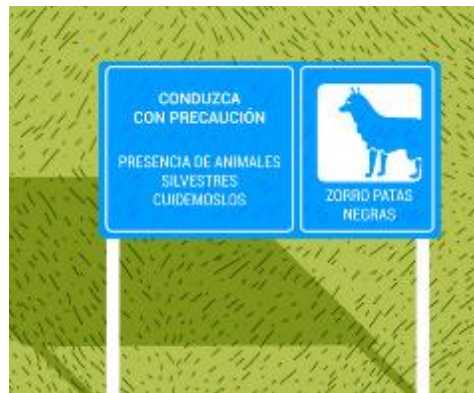 CONDUZCA
CON PRECAUCIÓN
PRESENCIA DE ANIMALES
SILVESTRES
CUIDEMOSLOS
ZORRO PATAS
NEGRAS